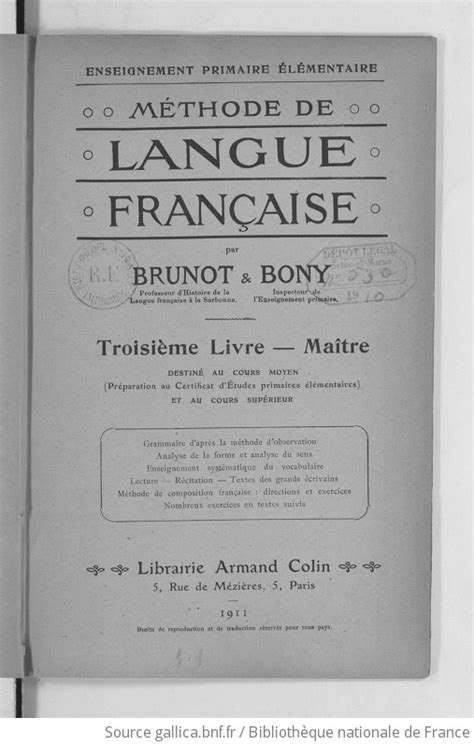 ENSEIGNEMENT PRIMAIRE ÉLÉMENTAIRE
MÉTHODE DE
LANGUE
FRANÇAISE
par
BRUNOT & BONY
Professeur d'Histoire de la
Langue française à la Sorbonne.
Inspecteur de
l'Enseignement primaire.
DÉPOT LÉGAL
R.F.
Troisième Livre — Maître
DESTINÉ AU COURS MOYEN
(Préparation au Certificat d'Études primaires élémentaires)
ET AU COURS SUPÉRIEUR
Grammaire d'après la méthode d'observation
Analyse de la forme et analyse du sens
Enseignement systématique du vocabulaire
Lecture — Récitation — Textes des grands écrivains
Méthode de composition française : directions et exercices
Nombreux exercices en textes suivis
Librairie Armand Colin
5, Rue de Mézières, 5, Paris
1911
Droits de reproduction et de traduction réservés pour tous pays.
Source gallica.bnf.fr / Bibliothèque nationale de France